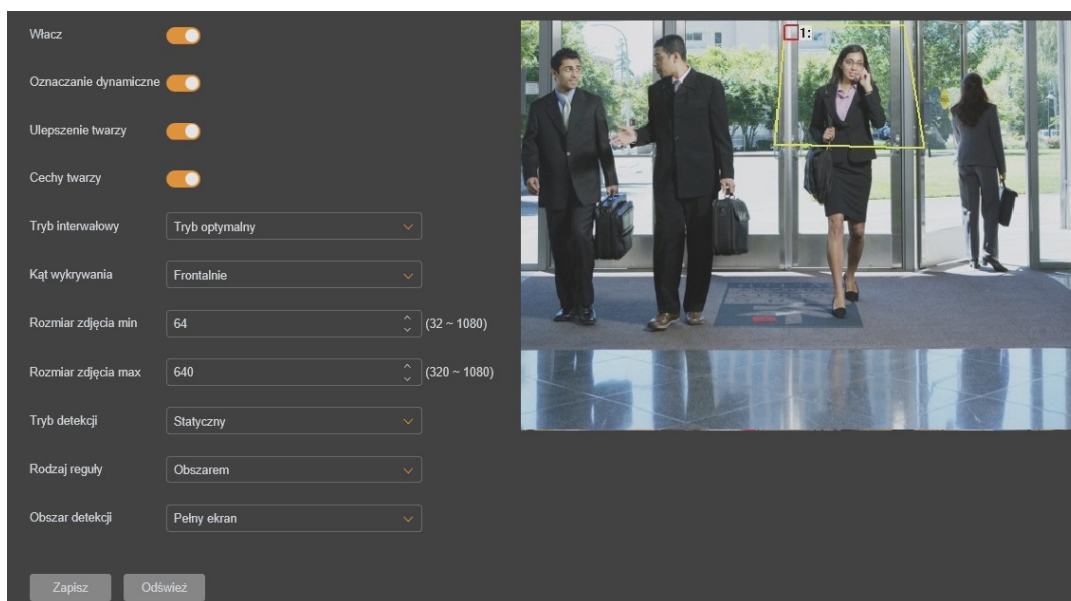 Włacz
1:
Oznaczanie dynamiczne
Ulepszenie twarzy
Cechy twarzy
Tryb interwałowy Tryb optymalny
Kąt wykrywania Frontalnie
Rozmiar zdjęcia min 64 (32 ~ 1080)
Rozmiar zdjęcia max 640 (320 ~ 1080)
Tryb detekcji Statyczny
Rodzaj reguły Obszarem
Obszar detekcji Pełny ekran
Zapisz Odśwież